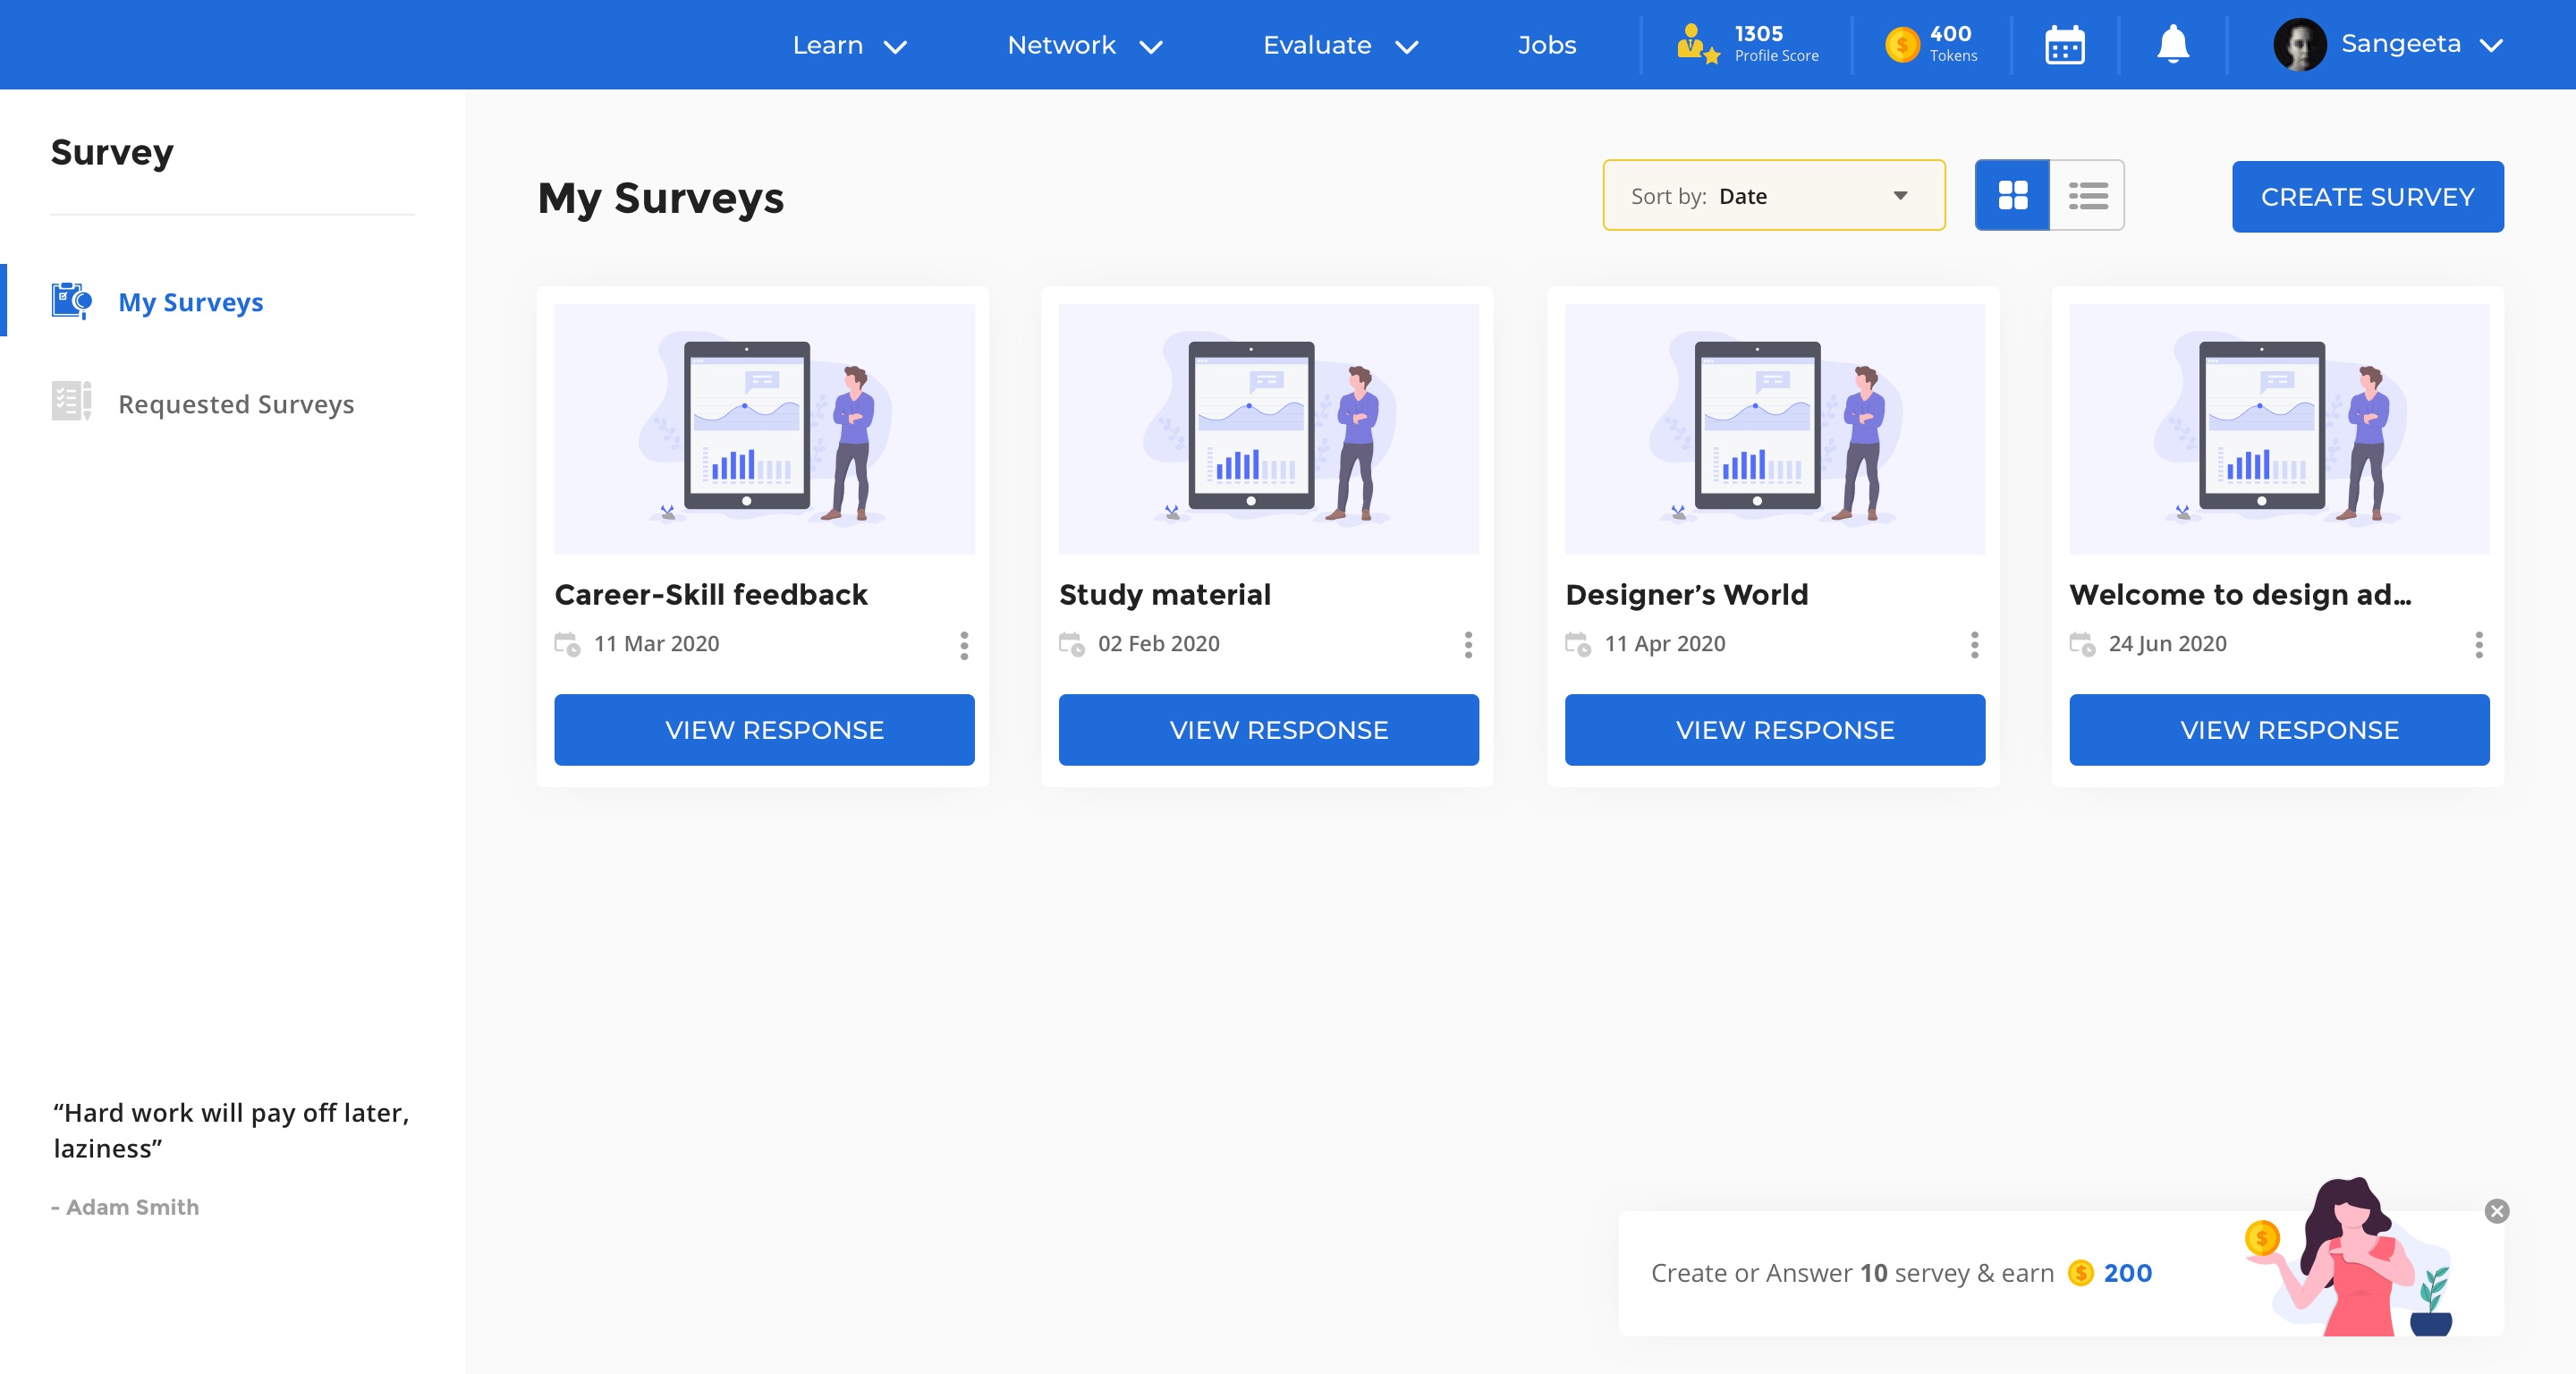 Learn
Network
Evaluate
Jobs
1305
Profile Score
400
Tokens
Sangeeta
Survey
My Surveys
Requested Surveys
“Hard work will pay off later,
laziness”
- Adam Smith
My Surveys
Sort by: Date
CREATE SURVEY
Career-Skill feedback
11 Mar 2020
VIEW RESPONSE
Study material
02 Feb 2020
VIEW RESPONSE
Designer’s World
11 Apr 2020
VIEW RESPONSE
Welcome to design ad...
24 Jun 2020
VIEW RESPONSE
Create or Answer 10 servey & earn $ 200